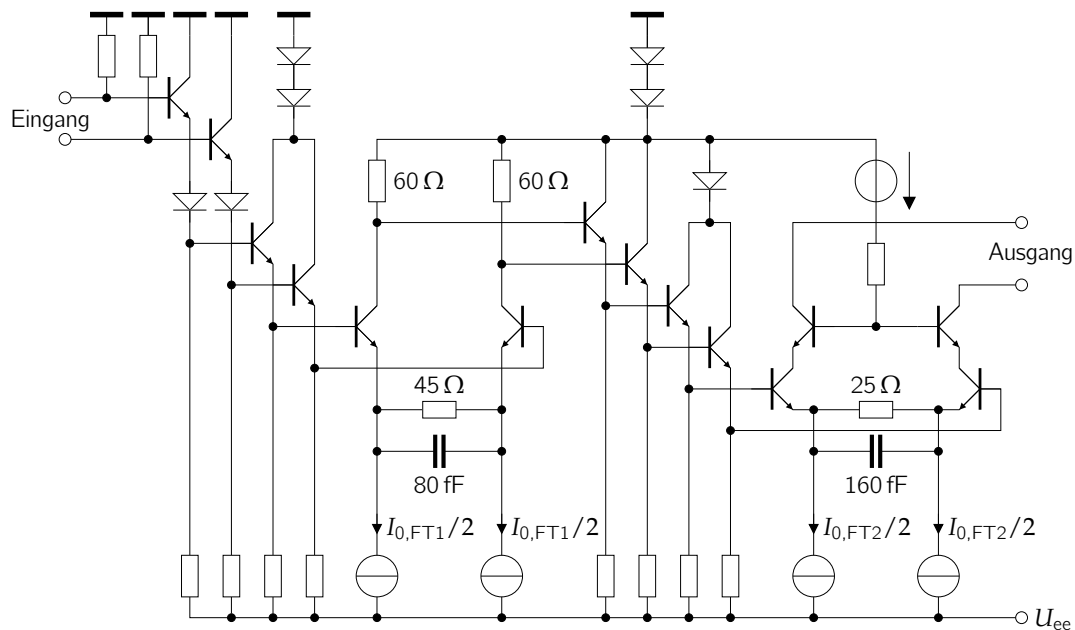 Eingang
60 Ω
60 Ω
Ausgang
45 Ω
25 Ω
80 fF
160 fF
I0,FT1/2
I0,FT1/2
I0,FT2/2
I0,FT2/2
Uee